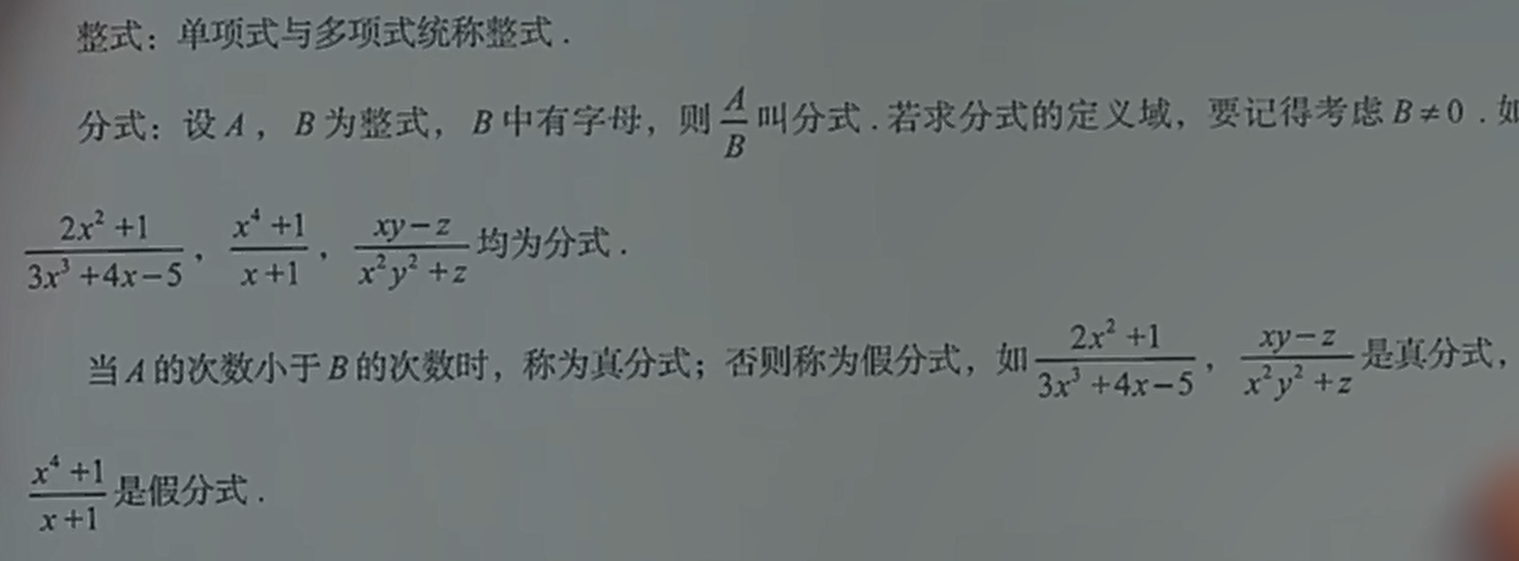 整式：单项式与多项式统称整式．
分式：设 A，B 为整式，B 中有字母，则 $\frac{A}{B}$ 叫分式．若求分式的定义域，要记得考虑 B≠0．如
$\frac{2x^2+1}{3x^3+4x-5}$，$\frac{x^4+1}{x+1}$，$\frac{xy-z}{x^2y^2+z}$ 均为分式．
当 A 的次数小于 B 的次数时，称为真分式；否则称为假分式，如 $\frac{2x^2+1}{3x^3+4x-5}$，$\frac{xy-z}{x^2y^2+z}$ 是真分式，
$\frac{x^4+1}{x+1}$ 是假分式．